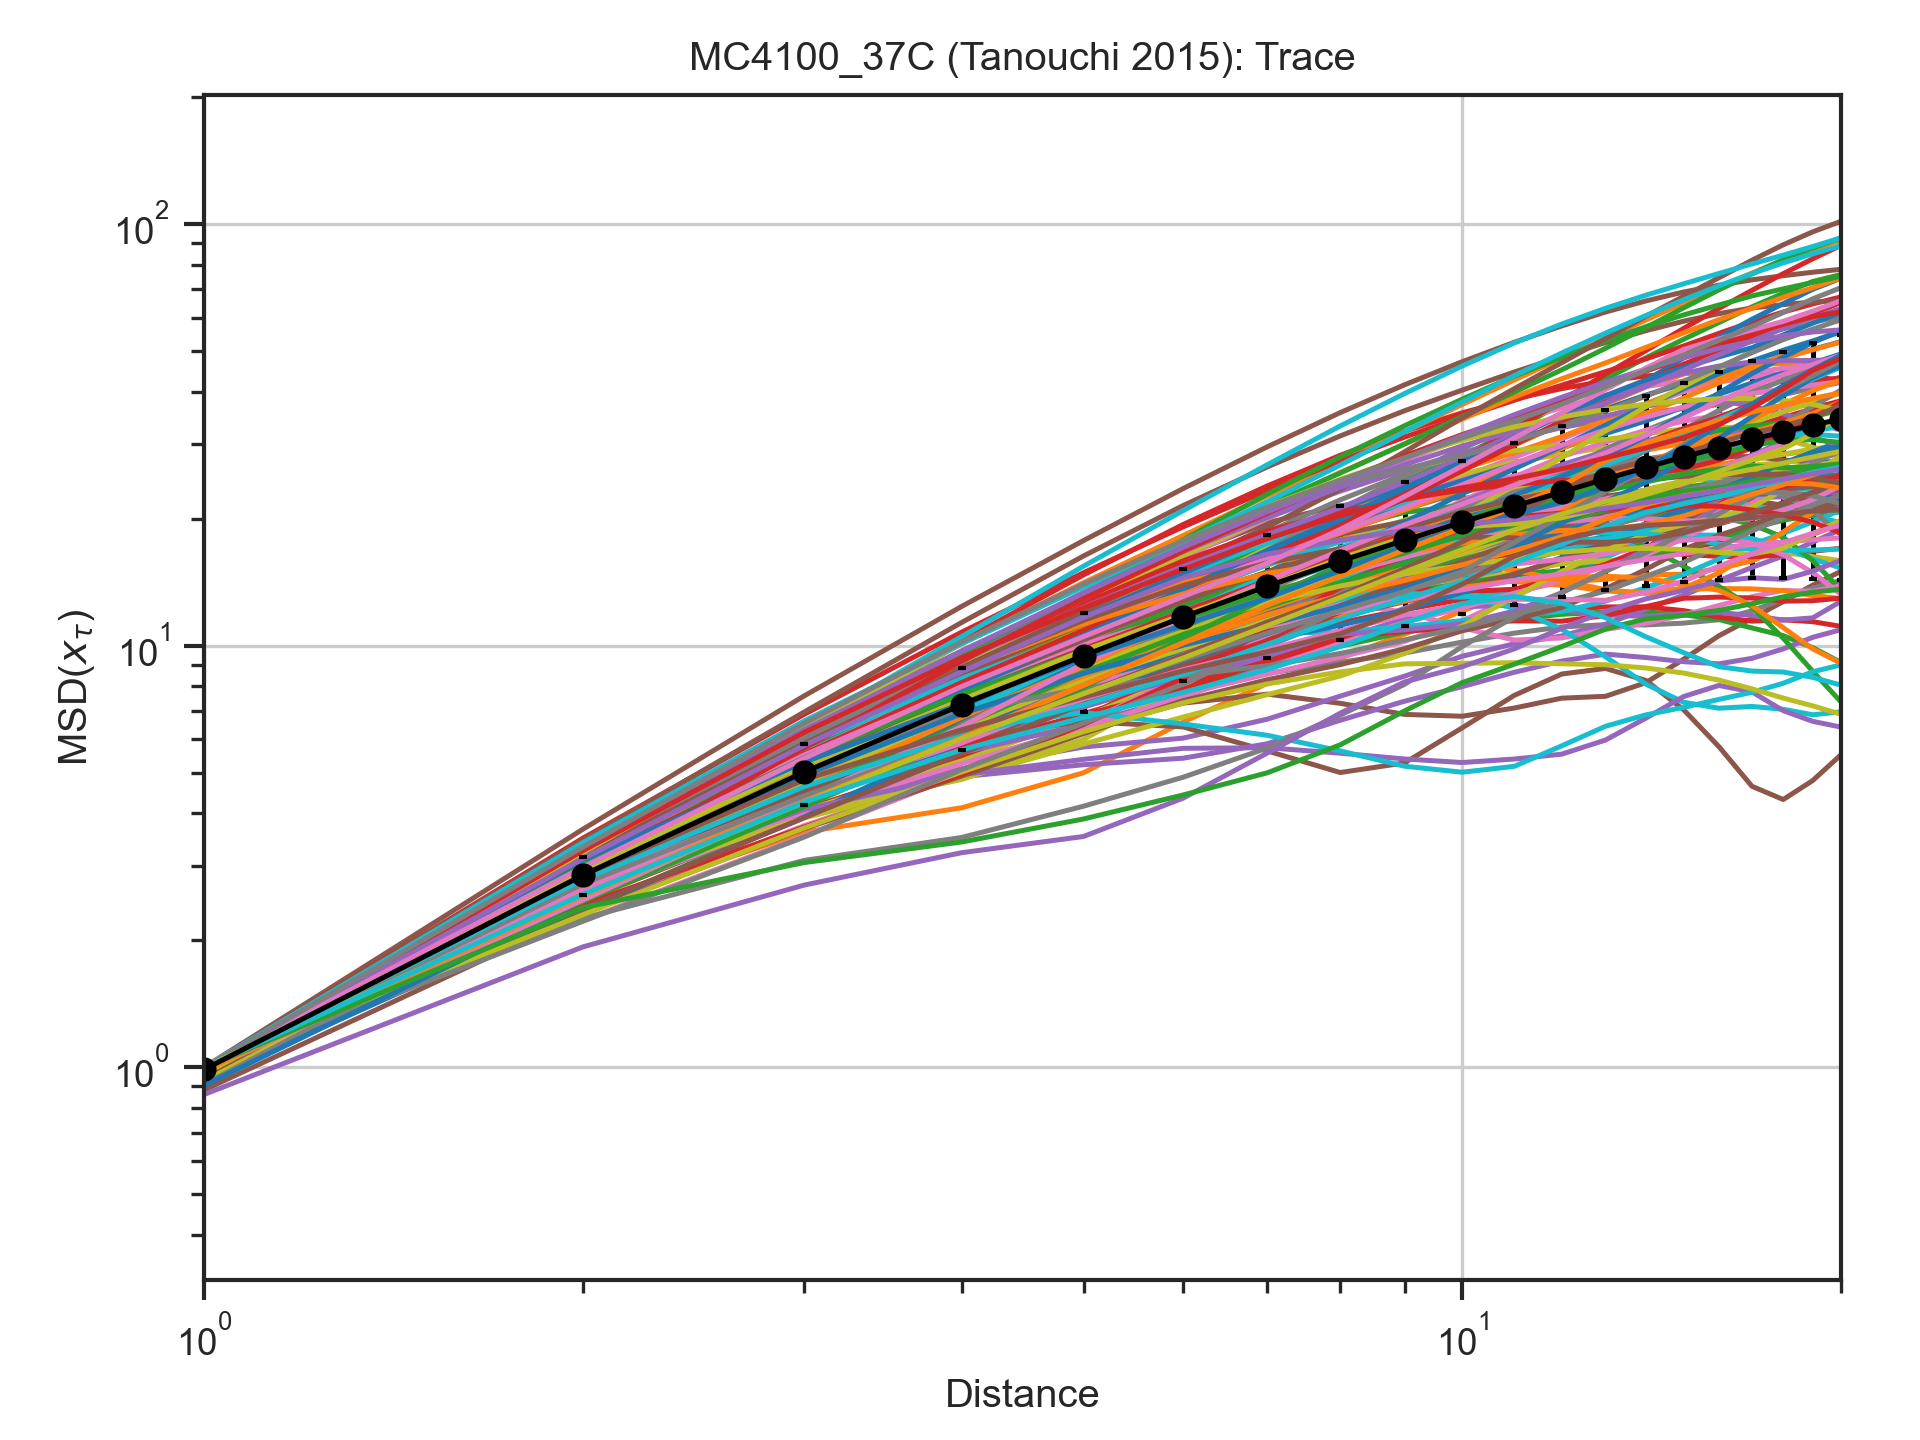 MC4100_37C (Tanouchi 2015): Trace
10²
10¹
10⁰
MSD(x_τ)
10⁰
10¹
Distance